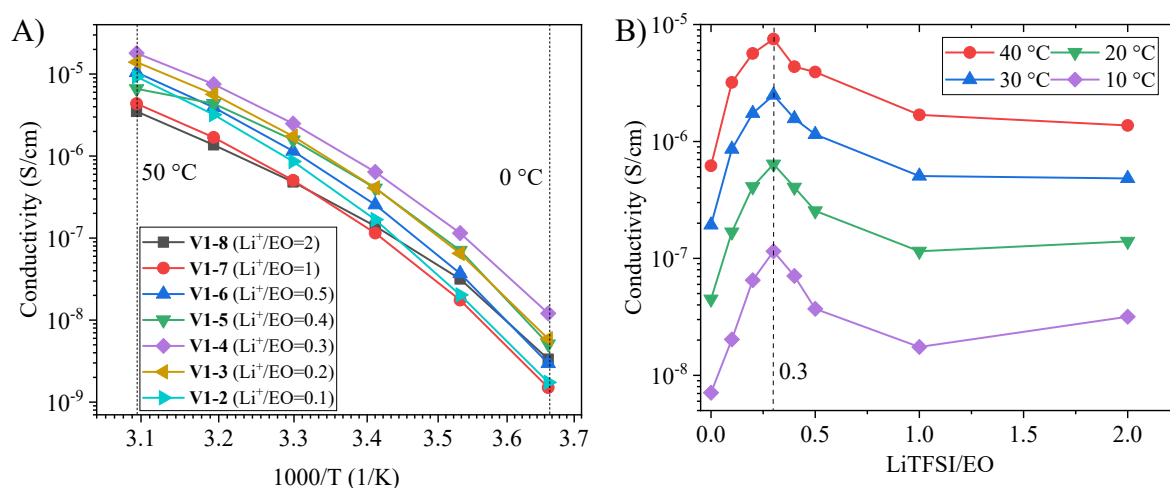 A)
10⁻⁵
10⁻⁶
10⁻⁷
10⁻⁸
10⁻⁹
Conductivity (S/cm)
50 °C
0 °C
V1-8 (Li⁺/EO=2)
V1-7 (Li⁺/EO=1)
V1-6 (Li⁺/EO=0.5)
V1-5 (Li⁺/EO=0.4)
V1-4 (Li⁺/EO=0.3)
V1-3 (Li⁺/EO=0.2)
V1-2 (Li⁺/EO=0.1)
3.1 3.2 3.3 3.4 3.5 3.6 3.7
1000/T (1/K)
B)
10⁻⁵
10⁻⁶
10⁻⁷
10⁻⁸
Conductivity (S/cm)
40 °C 20 °C
30 °C 10 °C
0.3
0.0 0.5 1.0 1.5 2.0
LiTFSI/EO